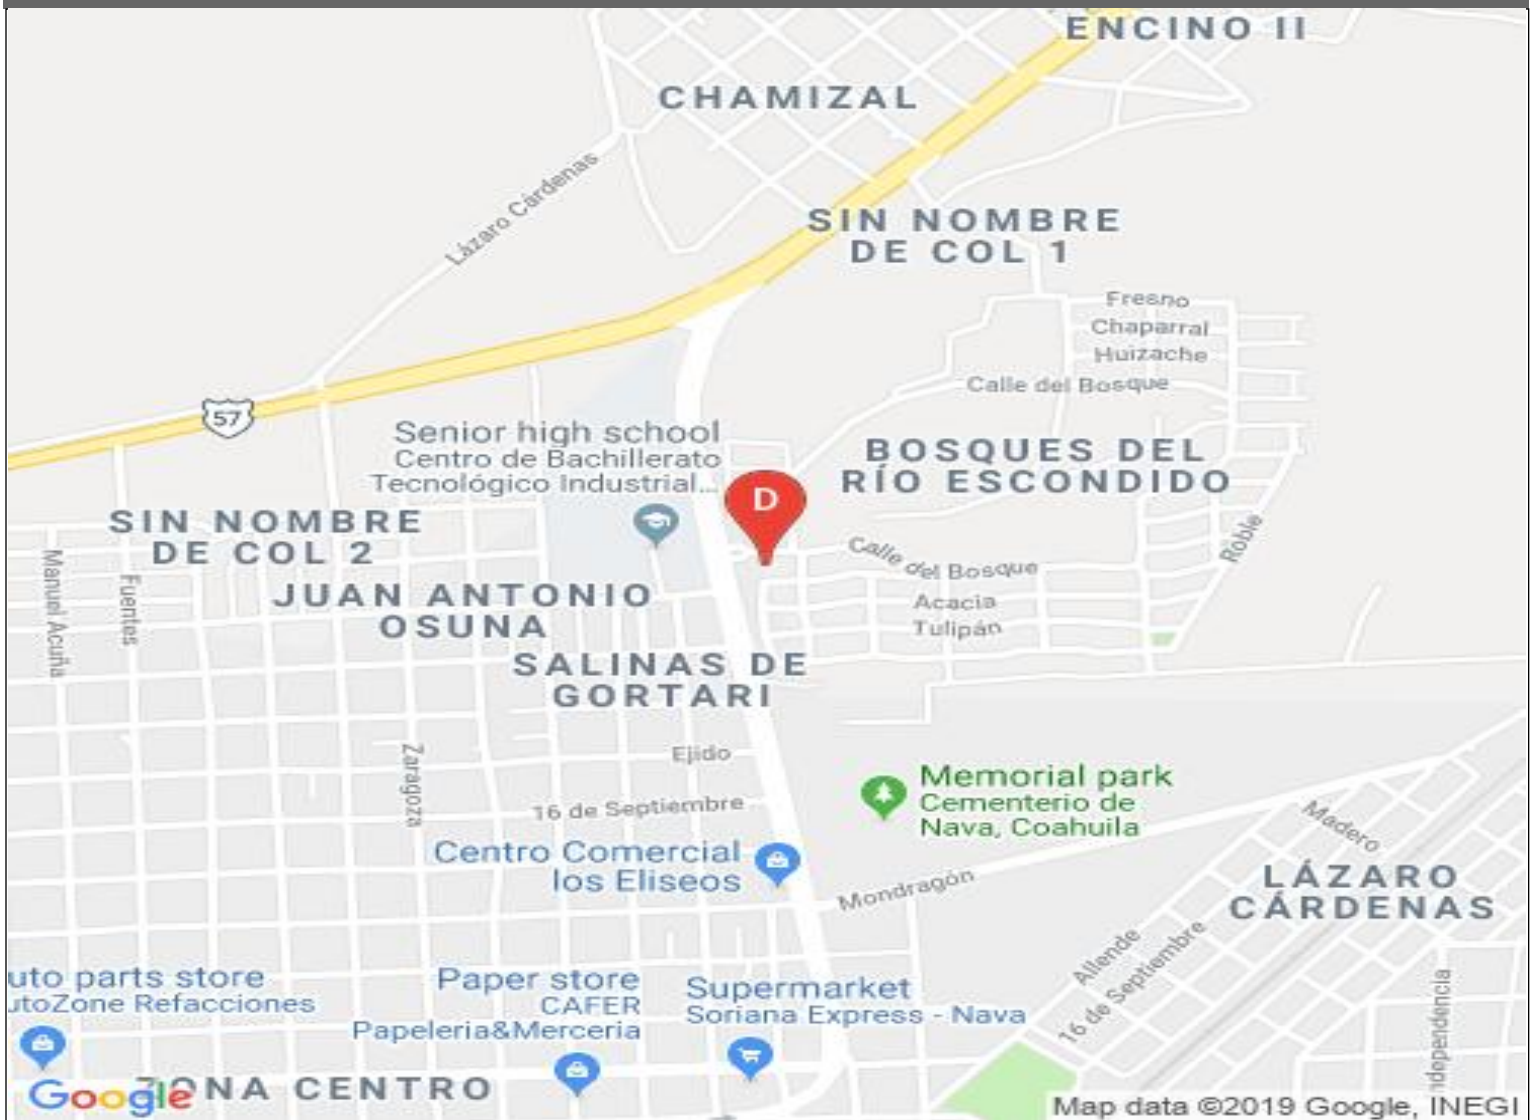 ENCINO II
CHAMIZAL
Lázaro Cárdenas
SIN NOMBRE
DE COL 1
Fresno
Chaparral
Huizache
Calle del Bosque
57
Senior high school
Centro de Bachillerato
Tecnológico Industrial...
BOSQUES DEL
RÍO ESCONDIDO
D
SIN NOMBRE
DE COL 2
Roble
Calle del Bosque
Manuel Acuña
Fuentes
JUAN ANTONIO
OSUNA
Acacia
Tulipán
SALINAS DE
GORTARI
Zaragoza
Ejido
16 de Septiembre
Memorial park
Cementerio de
Nava, Coahuila
Madero
Centro Comercial
los Eliseos
Mondragón
LÁZARO
CÁRDENAS
Allende
16 de Septiembre
uto parts store
utoZone Refacciones
Paper store
CAFER
Papeleria&Merceria
Supermarket
Soriana Express - Nava
ndependencia
ZONA CENTRO
Google
Map data ©2019 Google, INEGI